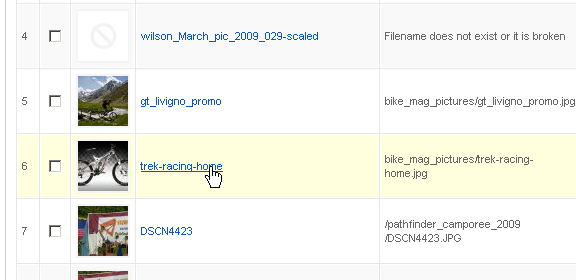 4 wilson_March_pic_2009_029-scaled Filename does not exist or it is broken
5 gt_livigno_promo bike_mag_pictures/gt_livigno_promo.jpg
6 trek-racing-home bike_mag_pictures/trek-racing-
home.jpg
7 DSCN4423 /pathfinder_camporee_2009
/DSCN4423.JPG